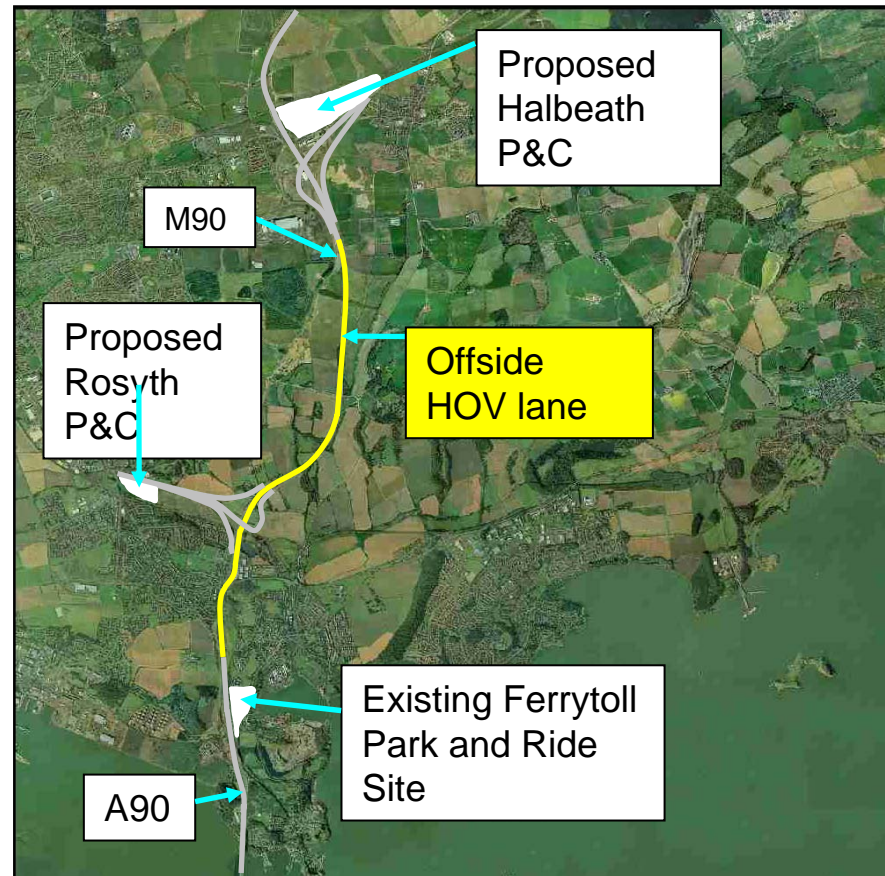 Proposed
Halbeath
P&C
M90
Proposed
Rosyth
P&C
Offside
HOV lane
Existing Ferrytoll
Park and Ride
Site
A90